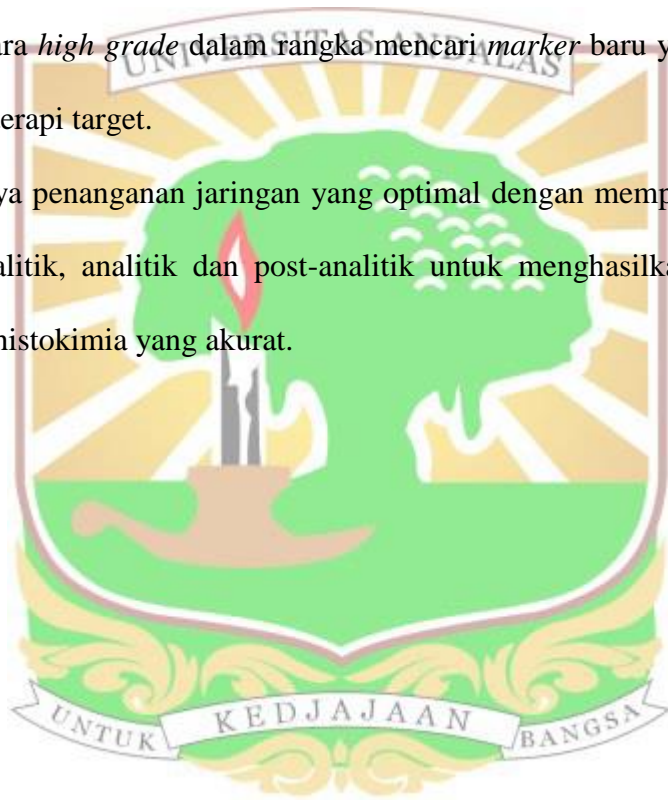 ara high grade dalam rangka mencari marker baru y
UNIVERSITAS ANDALAS
erapi target.
ya penanganan jaringan yang optimal dengan memp
alitik, analitik dan post-analitik untuk menghasilka
histokimia yang akurat.
UNTUK KEDJAJAAN BANGSA